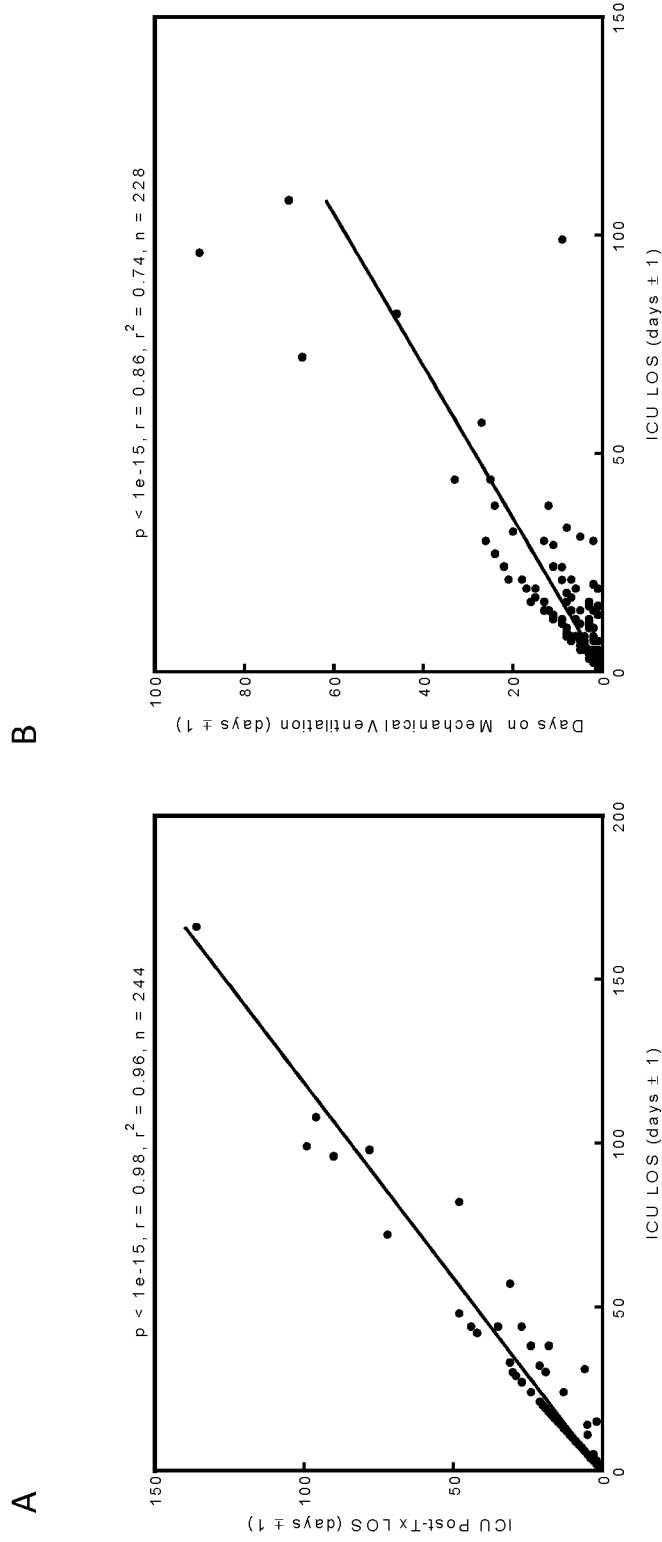 A
p < 1e-15, r = 0.98, r² = 0.96, n = 244
150
100
50
0
ICU Post-Tx LOS (days ± 1)
0
50
100
150
200
ICU LOS (days ± 1)
B
p < 1e-15, r = 0.86, r² = 0.74, n = 228
100
80
60
40
20
0
Days on Mechanical Ventilation (days ± 1)
0
50
100
150
ICU LOS (days ± 1)